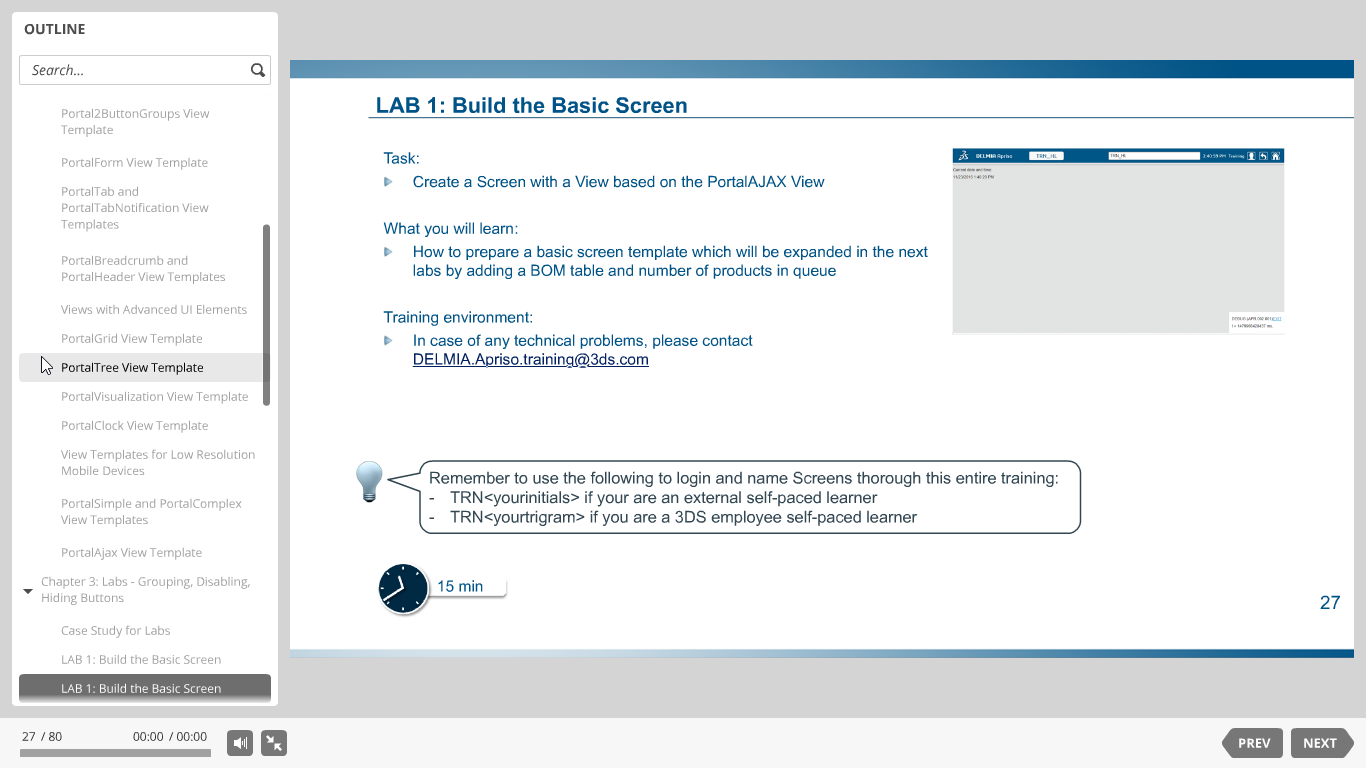 OUTLINE
Search...
Portal2ButtonGroups View
Template
PortalForm View Template
PortalTab and
PortalTabNotification View
Templates
PortalBreadcrumb and
PortalHeader View Templates
Views with Advanced UI Elements
PortalGrid View Template
PortalTree View Template
PortalVisualization View Template
PortalClock View Template
View Templates for Low Resolution
Mobile Devices
PortalSimple and PortalComplex
View Templates
PortalAjax View Template
Chapter 3: Labs - Grouping, Disabling,
Hiding Buttons
Case Study for Labs
LAB 1: Build the Basic Screen
LAB 1: Build the Basic Screen
LAB 1: Build the Basic Screen
Task:
Create a Screen with a View based on the PortalAJAX View
What you will learn:
How to prepare a basic screen template which will be expanded in the next
labs by adding a BOM table and number of products in queue
Training environment:
In case of any technical problems, please contact
DELMIA.Apriso.training@3ds.com
DELMIA Apriso TRN_HL TRN_HL Training
Current date and time:
Remember to use the following to login and name Screens thorough this entire training:
- TRN<yourinitials> if your are an external self-paced learner
- TRN<yourtrigram> if you are a 3DS employee self-paced learner
15 min
27
27 / 80 00:00 / 00:00
PREV NEXT